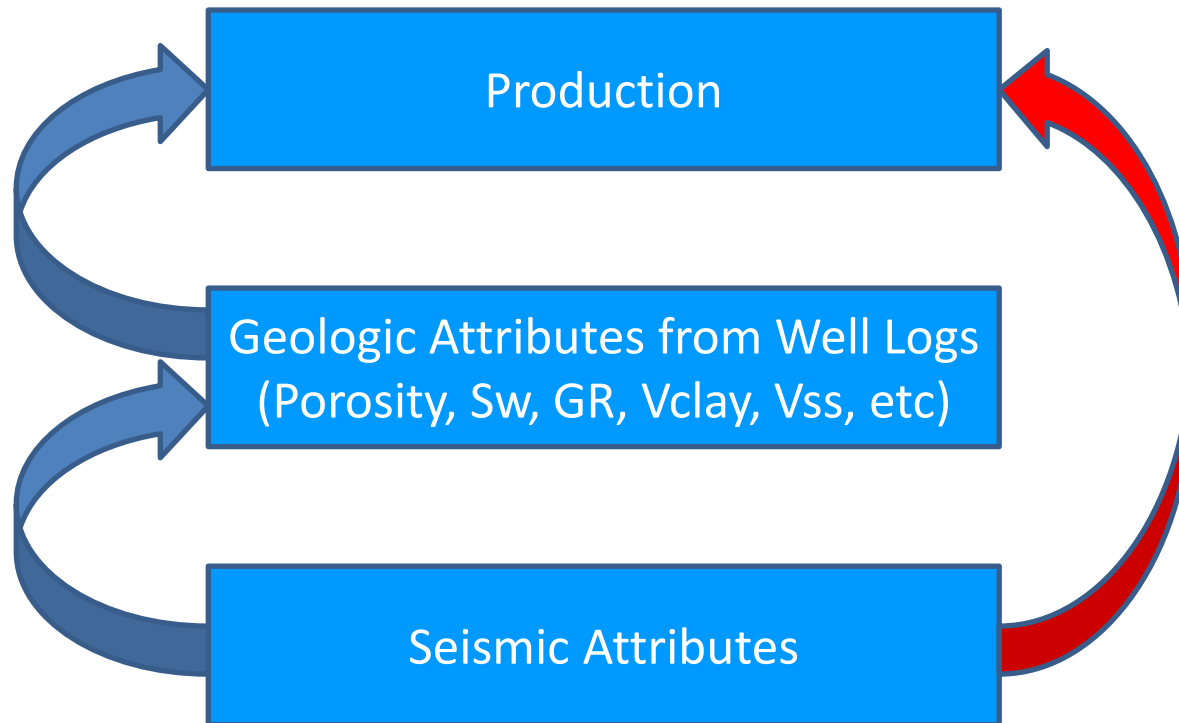 Production
Geologic Attributes from Well Logs
(Porosity, Sw, GR, Vclay, Vss, etc)
Seismic Attributes